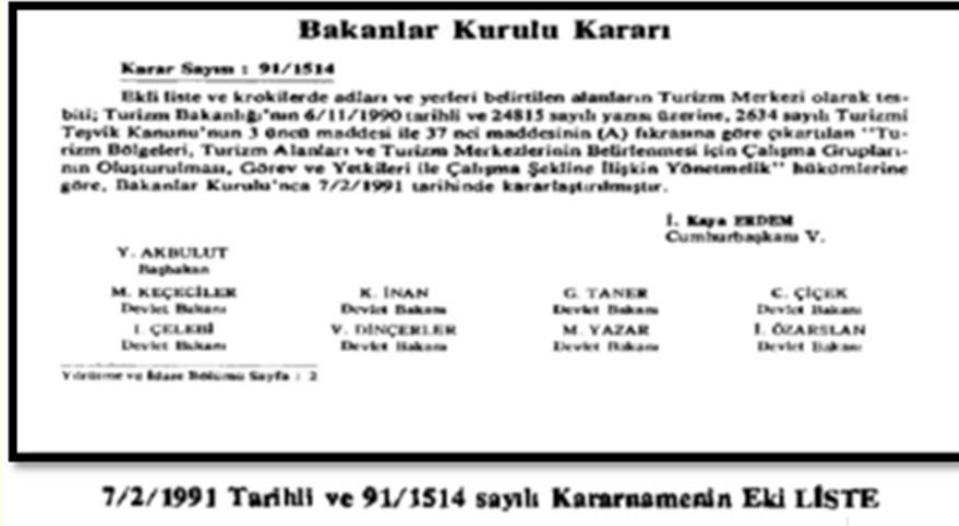 Bakanlar Kurulu Kararı
Karar Sayısı : 91/1514
Ekli liste ve krokilerde adları ve yerleri belirtilen alanların Turizm Merkezi olarak tes-
biti; Turizm Bakanlığı'nın 6/11/1990 tarihli ve 24815 sayılı yazısı üzerine, 2634 sayılı Turizmi
Teşvik Kanunu'nun 3 üncü maddesi ile 37 nci maddesinin (A) fıkrasına göre çıkartılan "Tu-
rizm Bölgeleri, Turizm Alanları ve Turizm Merkezlerinin Belirlenmesi için Çalışma Grupları-
nın Oluşturulması, Görev ve Yetkileri ile Çalışma Şekline İlişkin Yönetmelik" hükümlerine
göre, Bakanlar Kurulu'nca 7/2/1991 tarihinde kararlaştırılmıştır.
İ. Kaya ERDEM
Cumhurbaşkanı V.
Y. AKBULUT
Başbakan
M. KEÇECİLER K. İNAN G. TANER C. ÇİÇEK
Devlet Bakanı Devlet Bakanı Devlet Bakanı Devlet Bakanı
I. ÇELEBİ V. DİNÇERLER M. YAZAR İ. ÖZARSLAN
Devlet Bakanı Devlet Bakanı Devlet Bakanı Devlet Bakanı
Yürütme ve İdare Bölümü Sayfa : 2
7/2/1991 Tarihli ve 91/1514 sayılı Kararnamenin Eki LİSTE